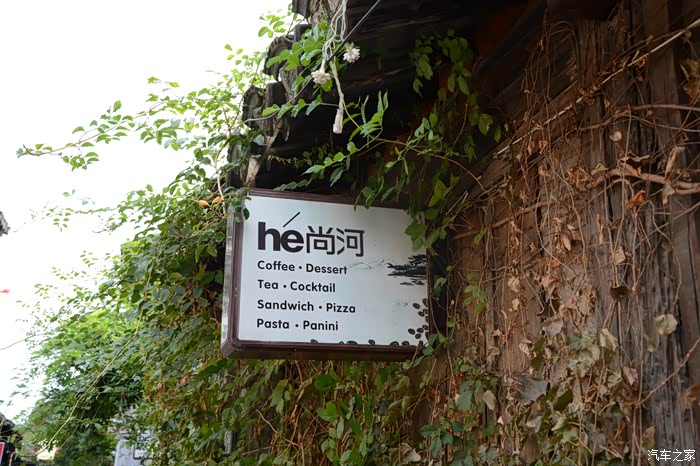 hé尚河
Coffee • Dessert
Tea • Cocktail
Sandwich • Pizza
Pasta • Panini
汽车之家